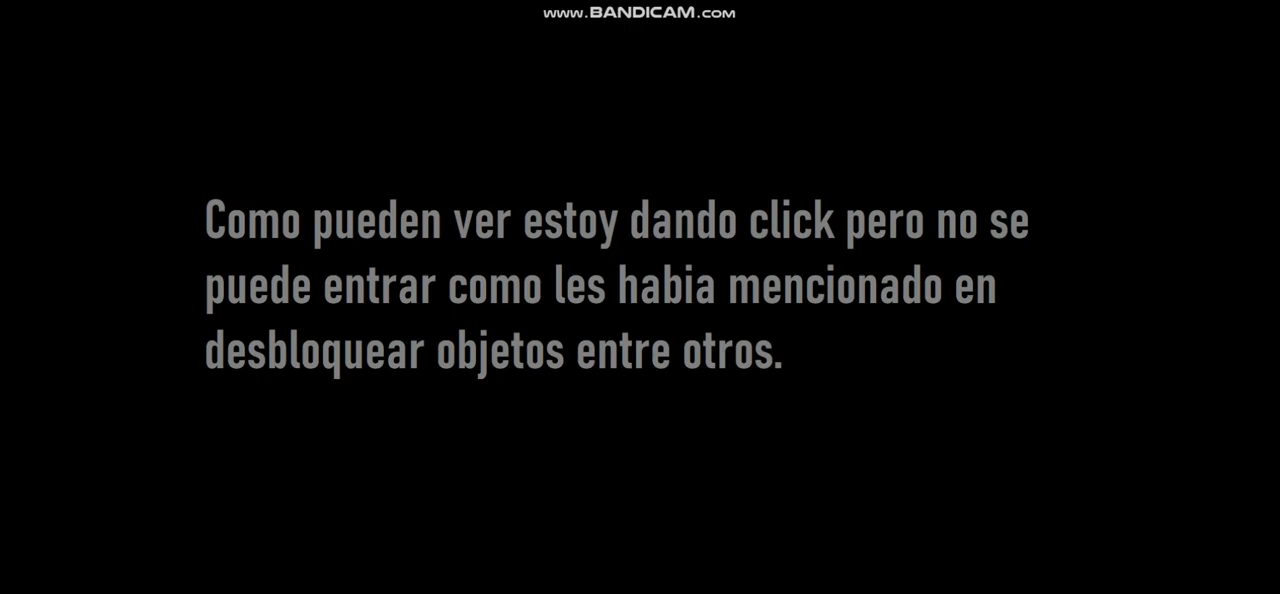 www.BANDICAM.com
Como pueden ver estoy dando click pero no se
puede entrar como les habia mencionado en
desbloquear objetos entre otros.